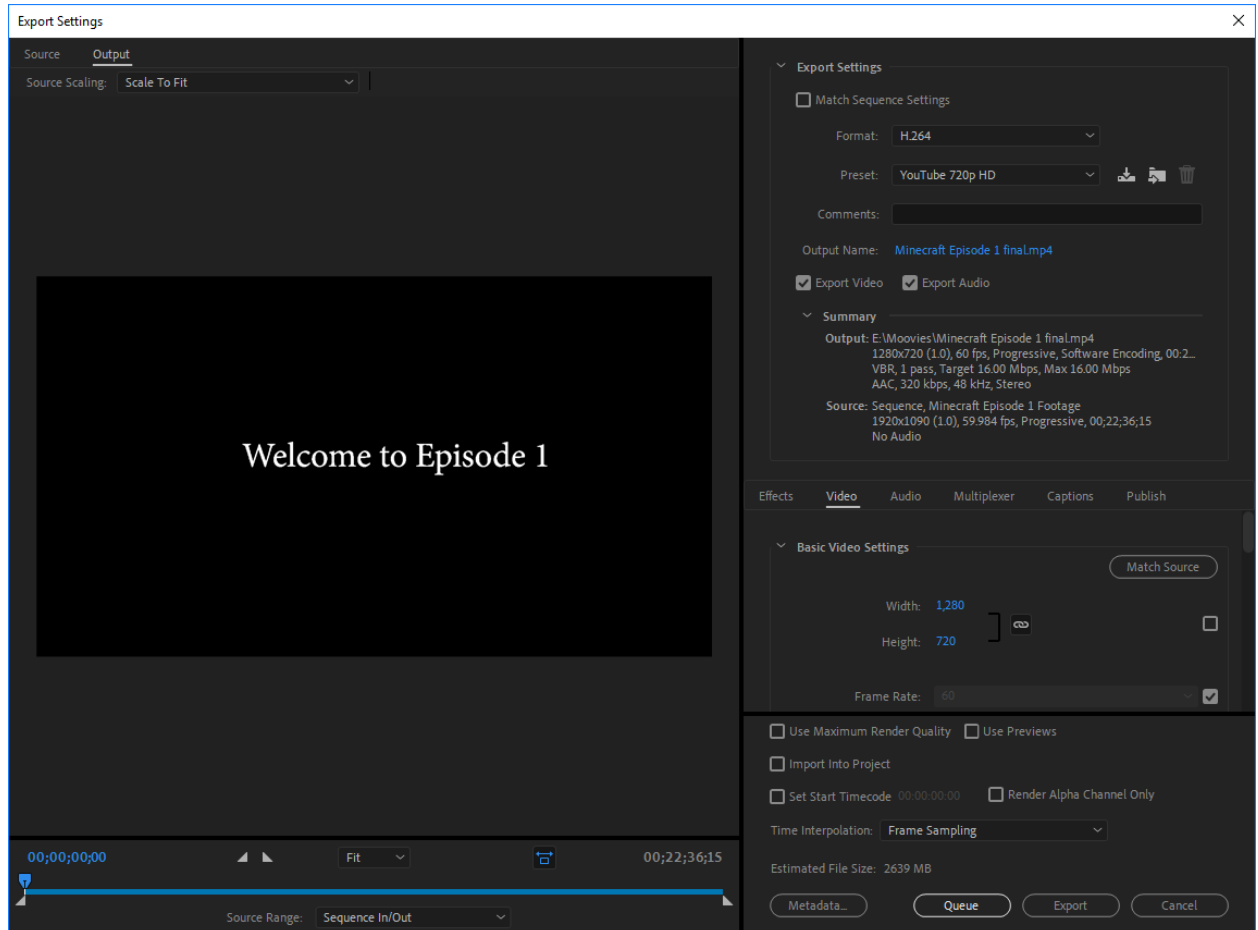 Export Settings
Source Output
Source Scaling: Scale To Fit
Welcome to Episode 1
00;00;00;00 Fit 00;22;36;15
Source Range: Sequence In/Out
Export Settings
Match Sequence Settings
Format: H.264
Preset: YouTube 720p HD
Comments:
Output Name: Minecraft Episode 1 final.mp4
Export Video Export Audio
Summary
Output: E:\Moovies\Minecraft Episode 1 final.mp4
1280x720 (1.0), 60 fps, Progressive, Software Encoding, 00:2...
VBR, 1 pass, Target 16.00 Mbps, Max 16.00 Mbps
AAC, 320 kbps, 48 kHz, Stereo
Source: Sequence, Minecraft Episode 1 Footage
1920x1090 (1.0), 59.984 fps, Progressive, 00;22;36;15
No Audio
Effects Video Audio Multiplexer Captions Publish
Basic Video Settings
Match Source
Width: 1,280
Height: 720
Frame Rate: 60
Use Maximum Render Quality Use Previews
Import Into Project
Set Start Timecode 00:00:00:00 Render Alpha Channel Only
Time Interpolation: Frame Sampling
Estimated File Size: 2639 MB
Metadata... Queue Export Cancel